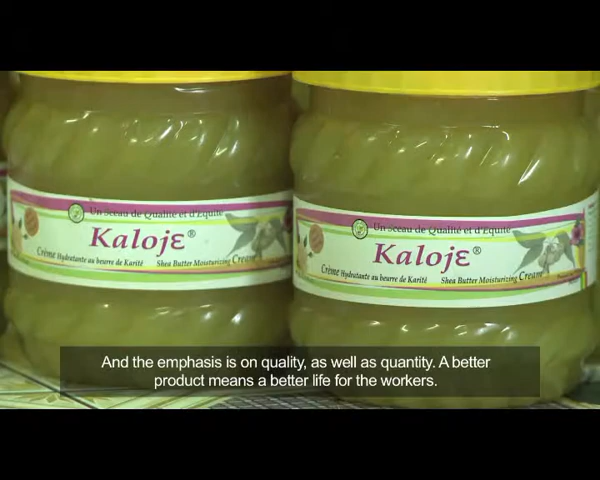 Un Sceau de Qualité et d'Equité
Kalojɛ®
Crème Hydratante au beurre de Karité Shea Butter Moisturizing Cream
Un Sceau de Qualité et d'Equité
Kalojɛ®
Crème Hydratante au beurre de Karité Shea Butter Moisturizing Cream
And the emphasis is on quality, as well as quantity. A better
product means a better life for the workers.